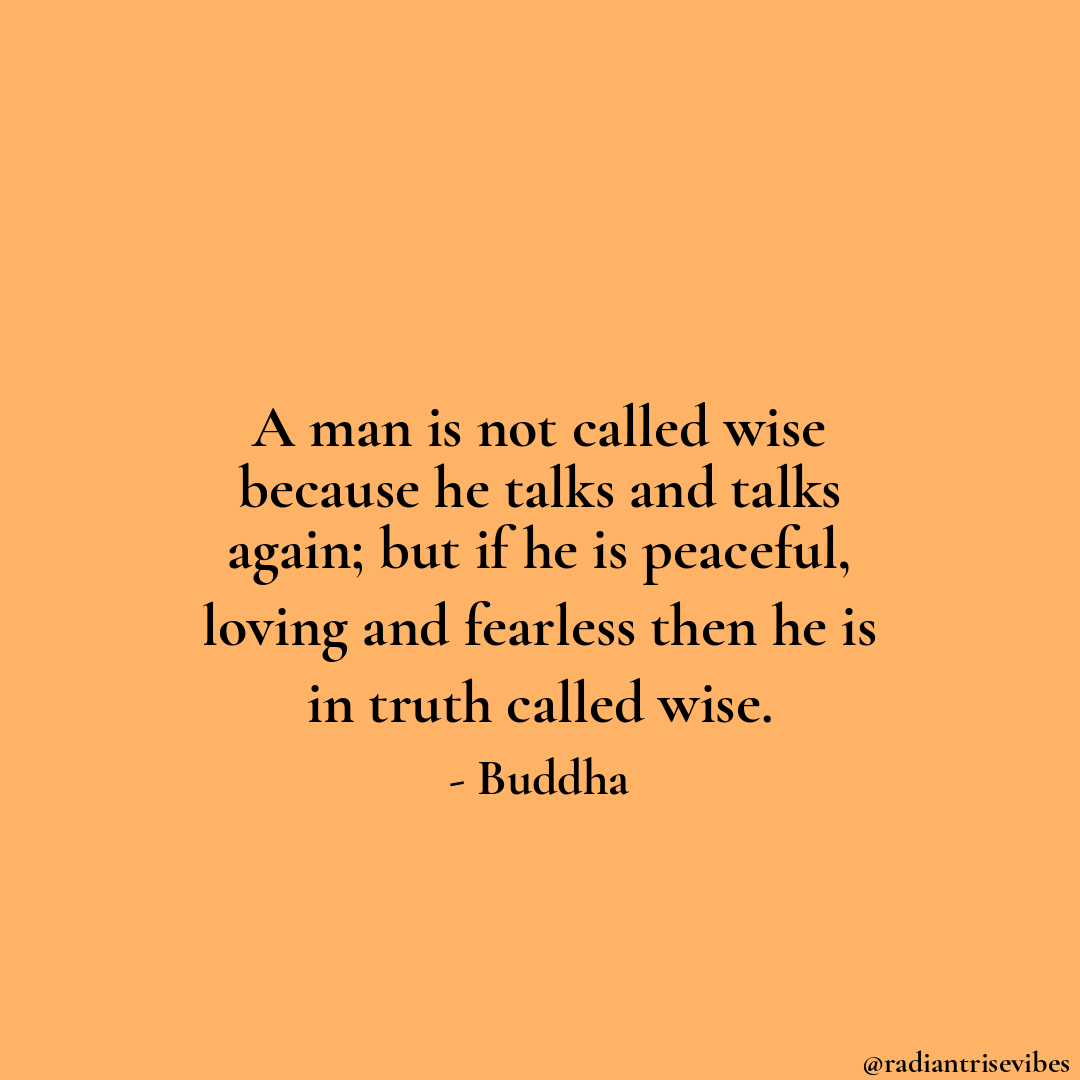 A man is not called wise
because he talks and talks
again; but if he is peaceful,
loving and fearless then he is
in truth called wise.
- Buddha
@radiantrisevibes